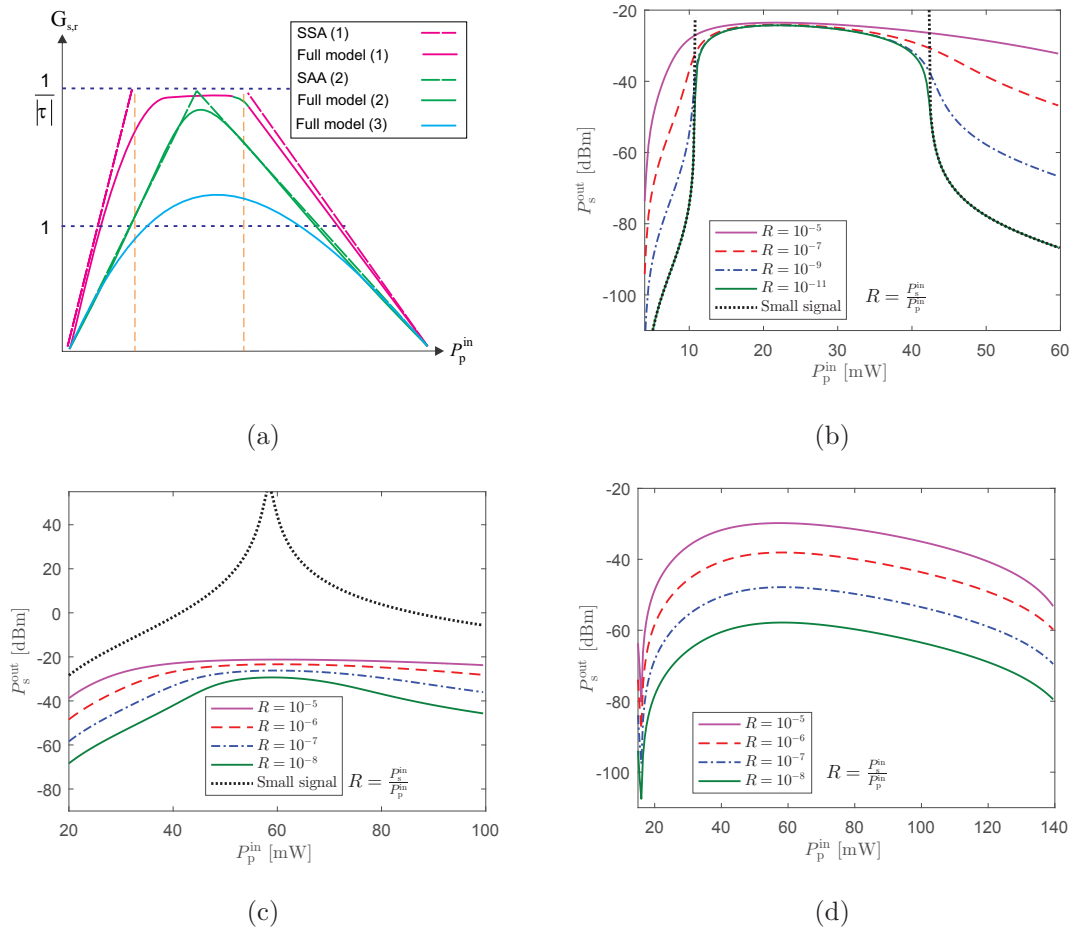 G_{s,r}
1
|τ|
1
P_p^{in}
SSA (1)
Full model (1)
SAA (2)
Full model (2)
Full model (3)
(a)
-20
-40
-60
-80
-100
P_s^{out} [dBm]
R = 10^{-5}
R = 10^{-7}
R = 10^{-9}
R = 10^{-11}
Small signal
R = P_s^{in} / P_p^{in}
10 20 30 40 50 60
P_p^{in} [mW]
(b)
40
20
0
-20
-40
-60
-80
P_s^{out} [dBm]
R = 10^{-5}
R = 10^{-6}
R = 10^{-7}
R = 10^{-8}
Small signal
R = P_s^{in} / P_p^{in}
20 40 60 80 100
P_p^{in} [mW]
(c)
-20
-40
-60
-80
-100
P_s^{out} [dBm]
R = 10^{-5}
R = 10^{-6}
R = 10^{-7}
R = 10^{-8}
R = P_s^{in} / P_p^{in}
20 40 60 80 100 120 140
P_p^{in} [mW]
(d)